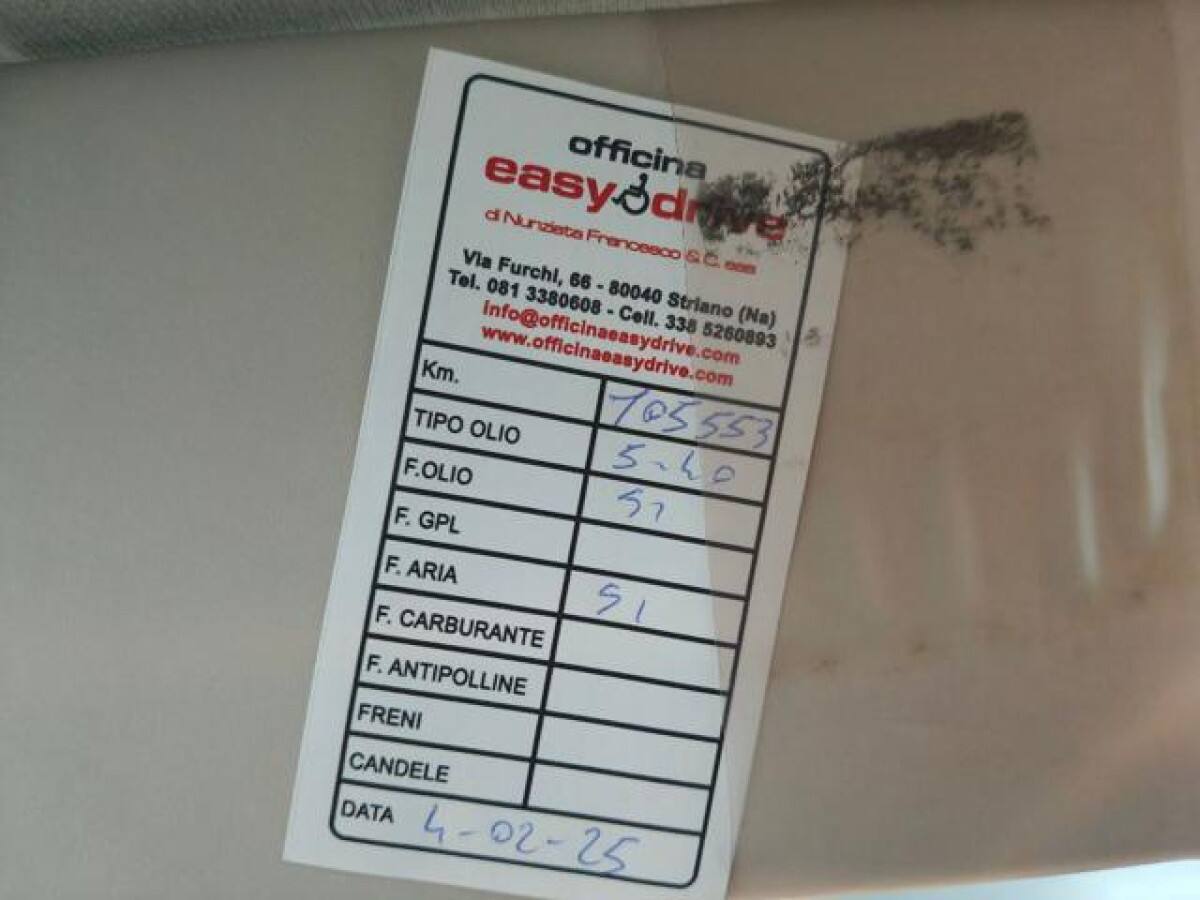 officina
easydrive
di Nunziata Francesco & C. sas
Via Furchi, 66 - 80040 Striano (Na)
Tel. 081 3380608 - Cell. 338 5260893
info@officinaeasydrive.com
www.officinaeasydrive.com
Km. 105553
TIPO OLIO 5-40
F.OLIO Si
F. GPL
F. ARIA Si
F. CARBURANTE
F. ANTIPOLLINE
FRENI
CANDELE
DATA 4-02-25